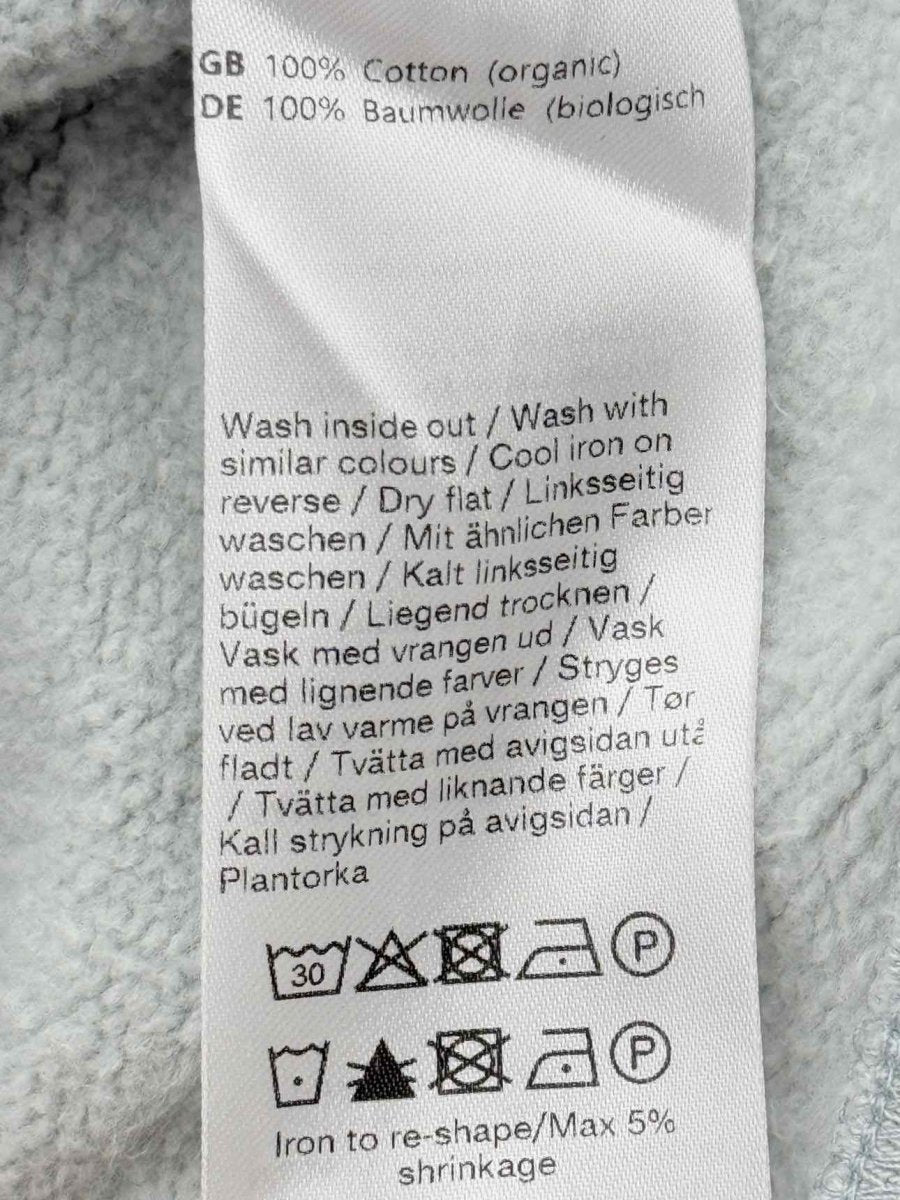 GB 100% Cotton (organic)
DE 100% Baumwolle (biologisch
Wash inside out / Wash with
similar colours / Cool iron on
reverse / Dry flat / Linksseitig
waschen / Mit ähnlichen Farber
waschen / Kalt linksseitig
bügeln / Liegend trocknen /
Vask med vrangen ud / Vask
med lignende farver / Stryges
ved lav varme på vrangen / Tør
fladt / Tvätta med avigsidan utå
/ Tvätta med liknande färger /
Kall strykning på avigsidan /
Plantorka
30 P
P
Iron to re-shape/Max 5%
shrinkage